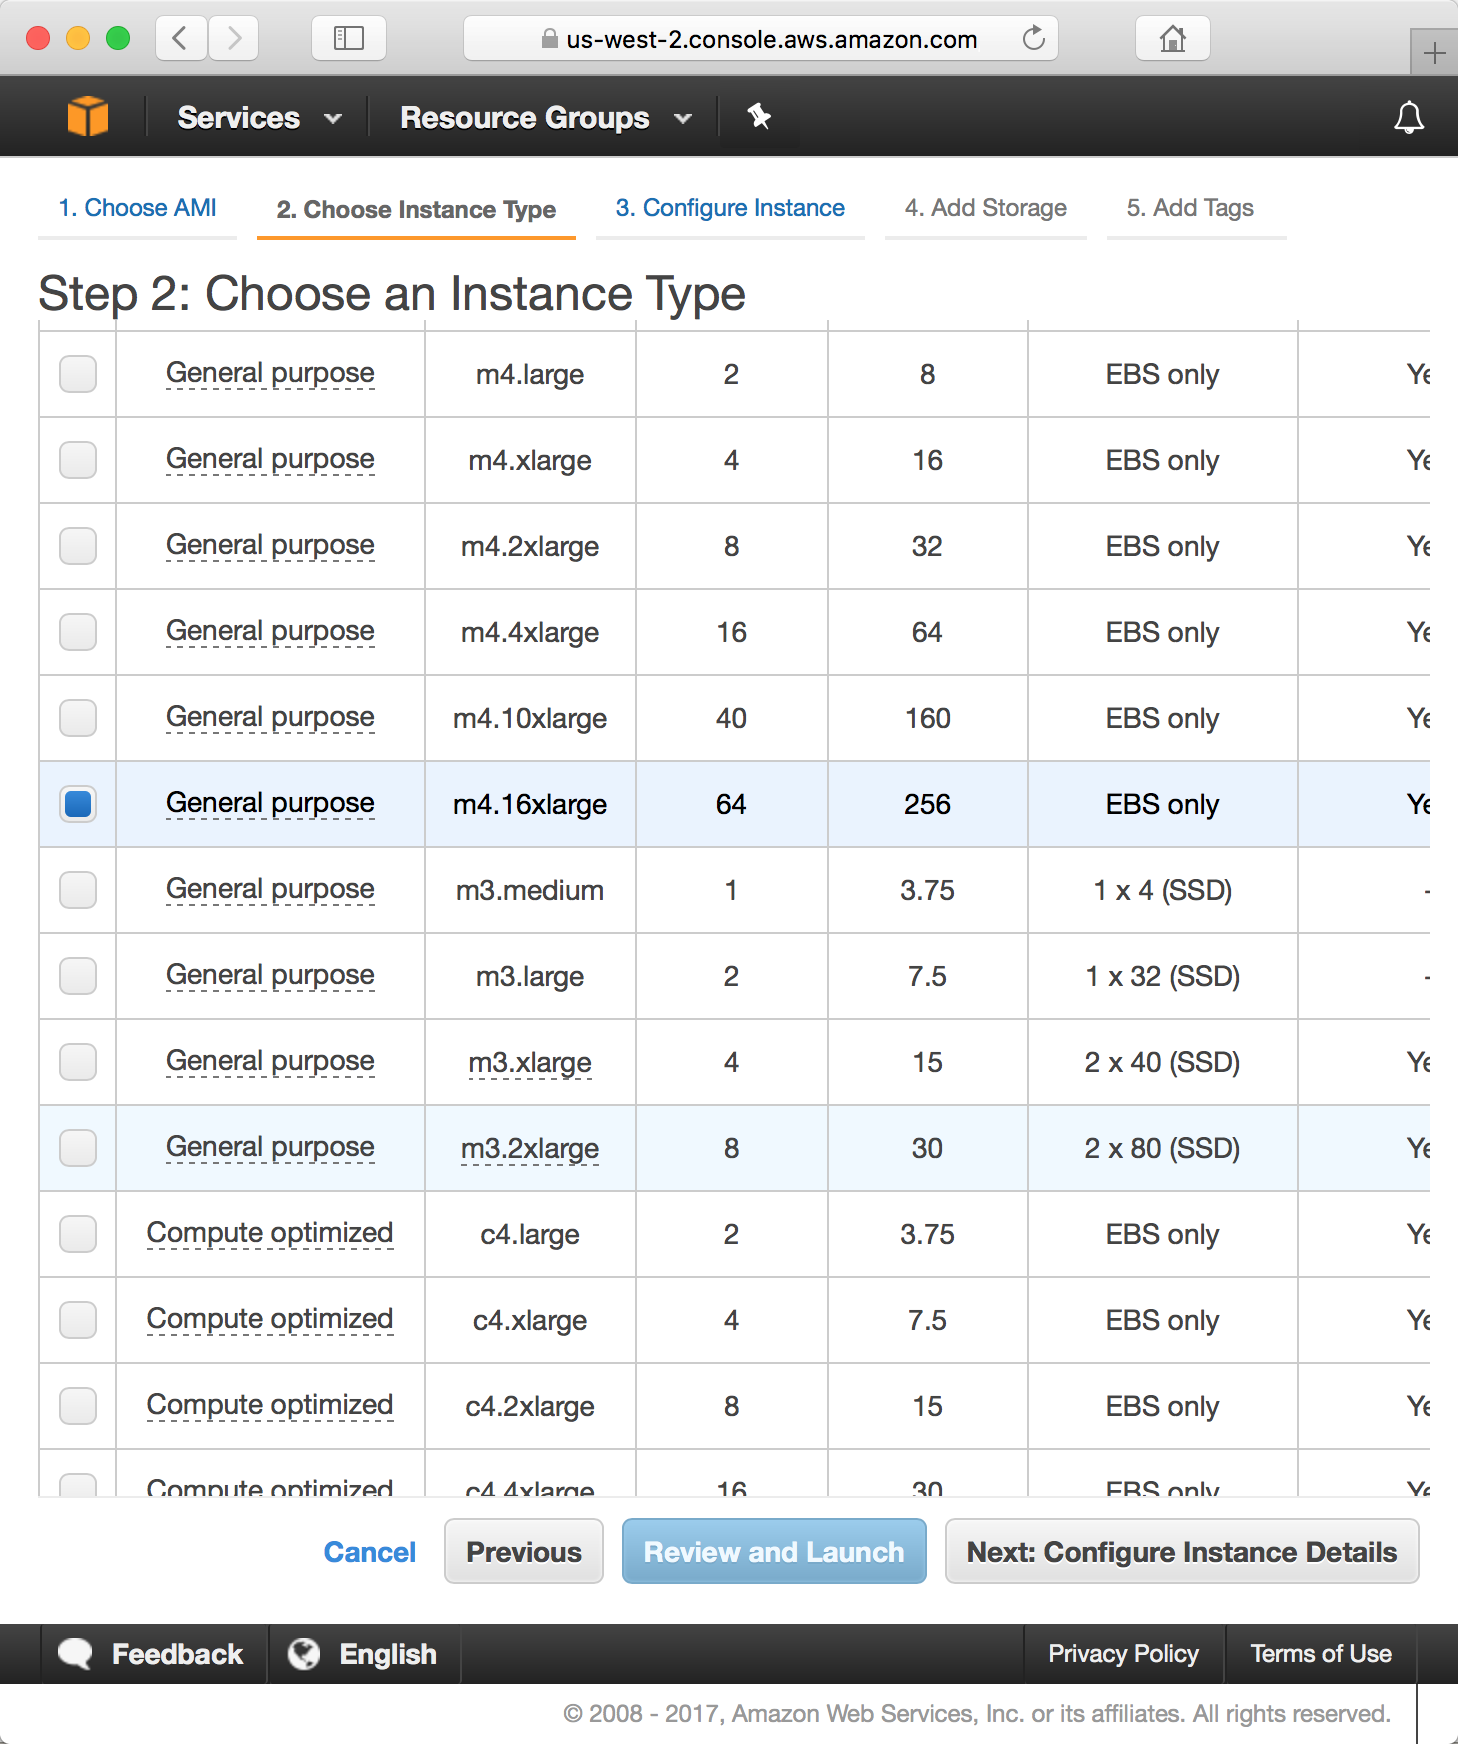 us-west-2.console.aws.amazon.com
Services Resource Groups
1. Choose AMI 2. Choose Instance Type 3. Configure Instance 4. Add Storage 5. Add Tags
Step 2: Choose an Instance Type
General purpose m4.large 2 8 EBS only Ye
General purpose m4.xlarge 4 16 EBS only Ye
General purpose m4.2xlarge 8 32 EBS only Ye
General purpose m4.4xlarge 16 64 EBS only Ye
General purpose m4.10xlarge 40 160 EBS only Ye
General purpose m4.16xlarge 64 256 EBS only Ye
General purpose m3.medium 1 3.75 1 x 4 (SSD) -
General purpose m3.large 2 7.5 1 x 32 (SSD) -
General purpose m3.xlarge 4 15 2 x 40 (SSD) Ye
General purpose m3.2xlarge 8 30 2 x 80 (SSD) Ye
Compute optimized c4.large 2 3.75 EBS only Ye
Compute optimized c4.xlarge 4 7.5 EBS only Ye
Compute optimized c4.2xlarge 8 15 EBS only Ye
Compute optimized c4.4xlarge 16 30 EBS only Ye
Cancel Previous Review and Launch Next: Configure Instance Details
Feedback English Privacy Policy Terms of Use
© 2008 - 2017, Amazon Web Services, Inc. or its affiliates. All rights reserved.